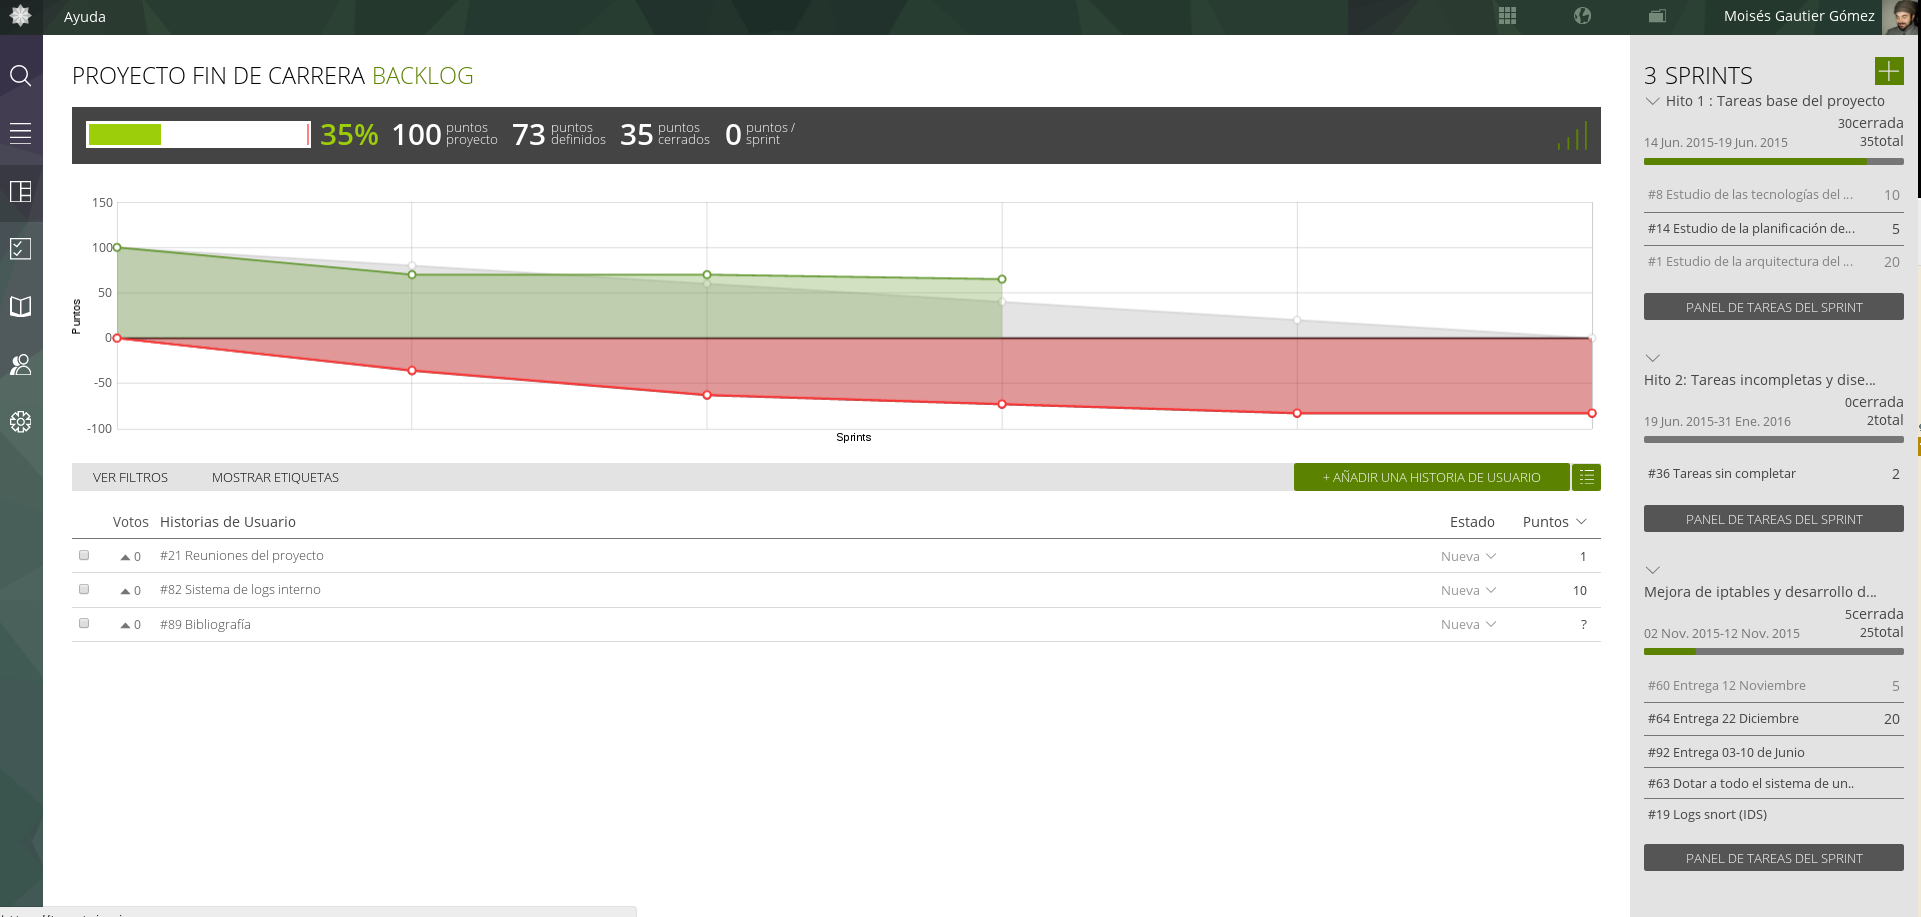 Ayuda
Moisés Gautier Gómez
PROYECTO FIN DE CARRERA BACKLOG
35% 100 puntos proyecto 73 puntos definidos 35 puntos cerrados 0 puntos / sprint
150
100
50
0
-50
-100
Puntos
Sprints
VER FILTROS MOSTRAR ETIQUETAS + AÑADIR UNA HISTORIA DE USUARIO
Votos Historias de Usuario Estado Puntos
0 #21 Reuniones del proyecto Nueva 1
0 #82 Sistema de logs interno Nueva 10
0 #89 Bibliografía Nueva ?
3 SPRINTS
Hito 1 : Tareas base del proyecto
30cerrada
14 Jun. 2015-19 Jun. 2015 35total
#8 Estudio de las tecnologías del ... 10
#14 Estudio de la planificación de... 5
#1 Estudio de la arquitectura del ... 20
PANEL DE TAREAS DEL SPRINT
Hito 2: Tareas incompletas y dise...
0cerrada
19 Jun. 2015-31 Ene. 2016 2total
#36 Tareas sin completar 2
PANEL DE TAREAS DEL SPRINT
Mejora de iptables y desarrollo d...
5cerrada
02 Nov. 2015-12 Nov. 2015 25total
#60 Entrega 12 Noviembre 5
#64 Entrega 22 Diciembre 20
#92 Entrega 03-10 de Junio
#63 Dotar a todo el sistema de un..
#19 Logs snort (IDS)
PANEL DE TAREAS DEL SPRINT